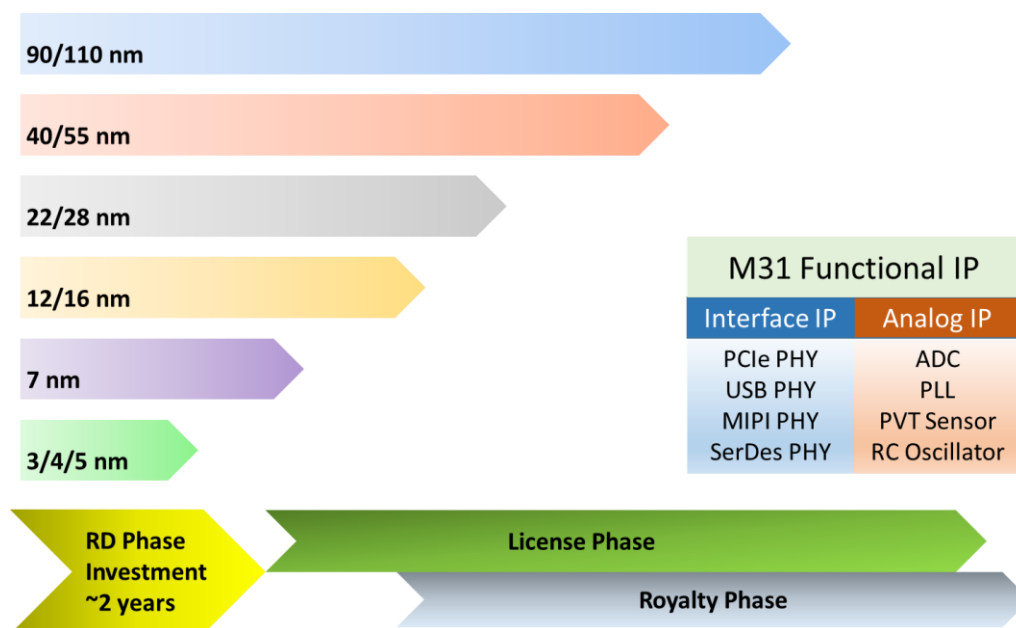 90/110 nm
40/55 nm
22/28 nm
12/16 nm
7 nm
3/4/5 nm
M31 Functional IP
Interface IP
Analog IP
PCIe PHY
USB PHY
MIPI PHY
SerDes PHY
ADC
PLL
PVT Sensor
RC Oscillator
RD Phase
Investment
~2 years
License Phase
Royalty Phase